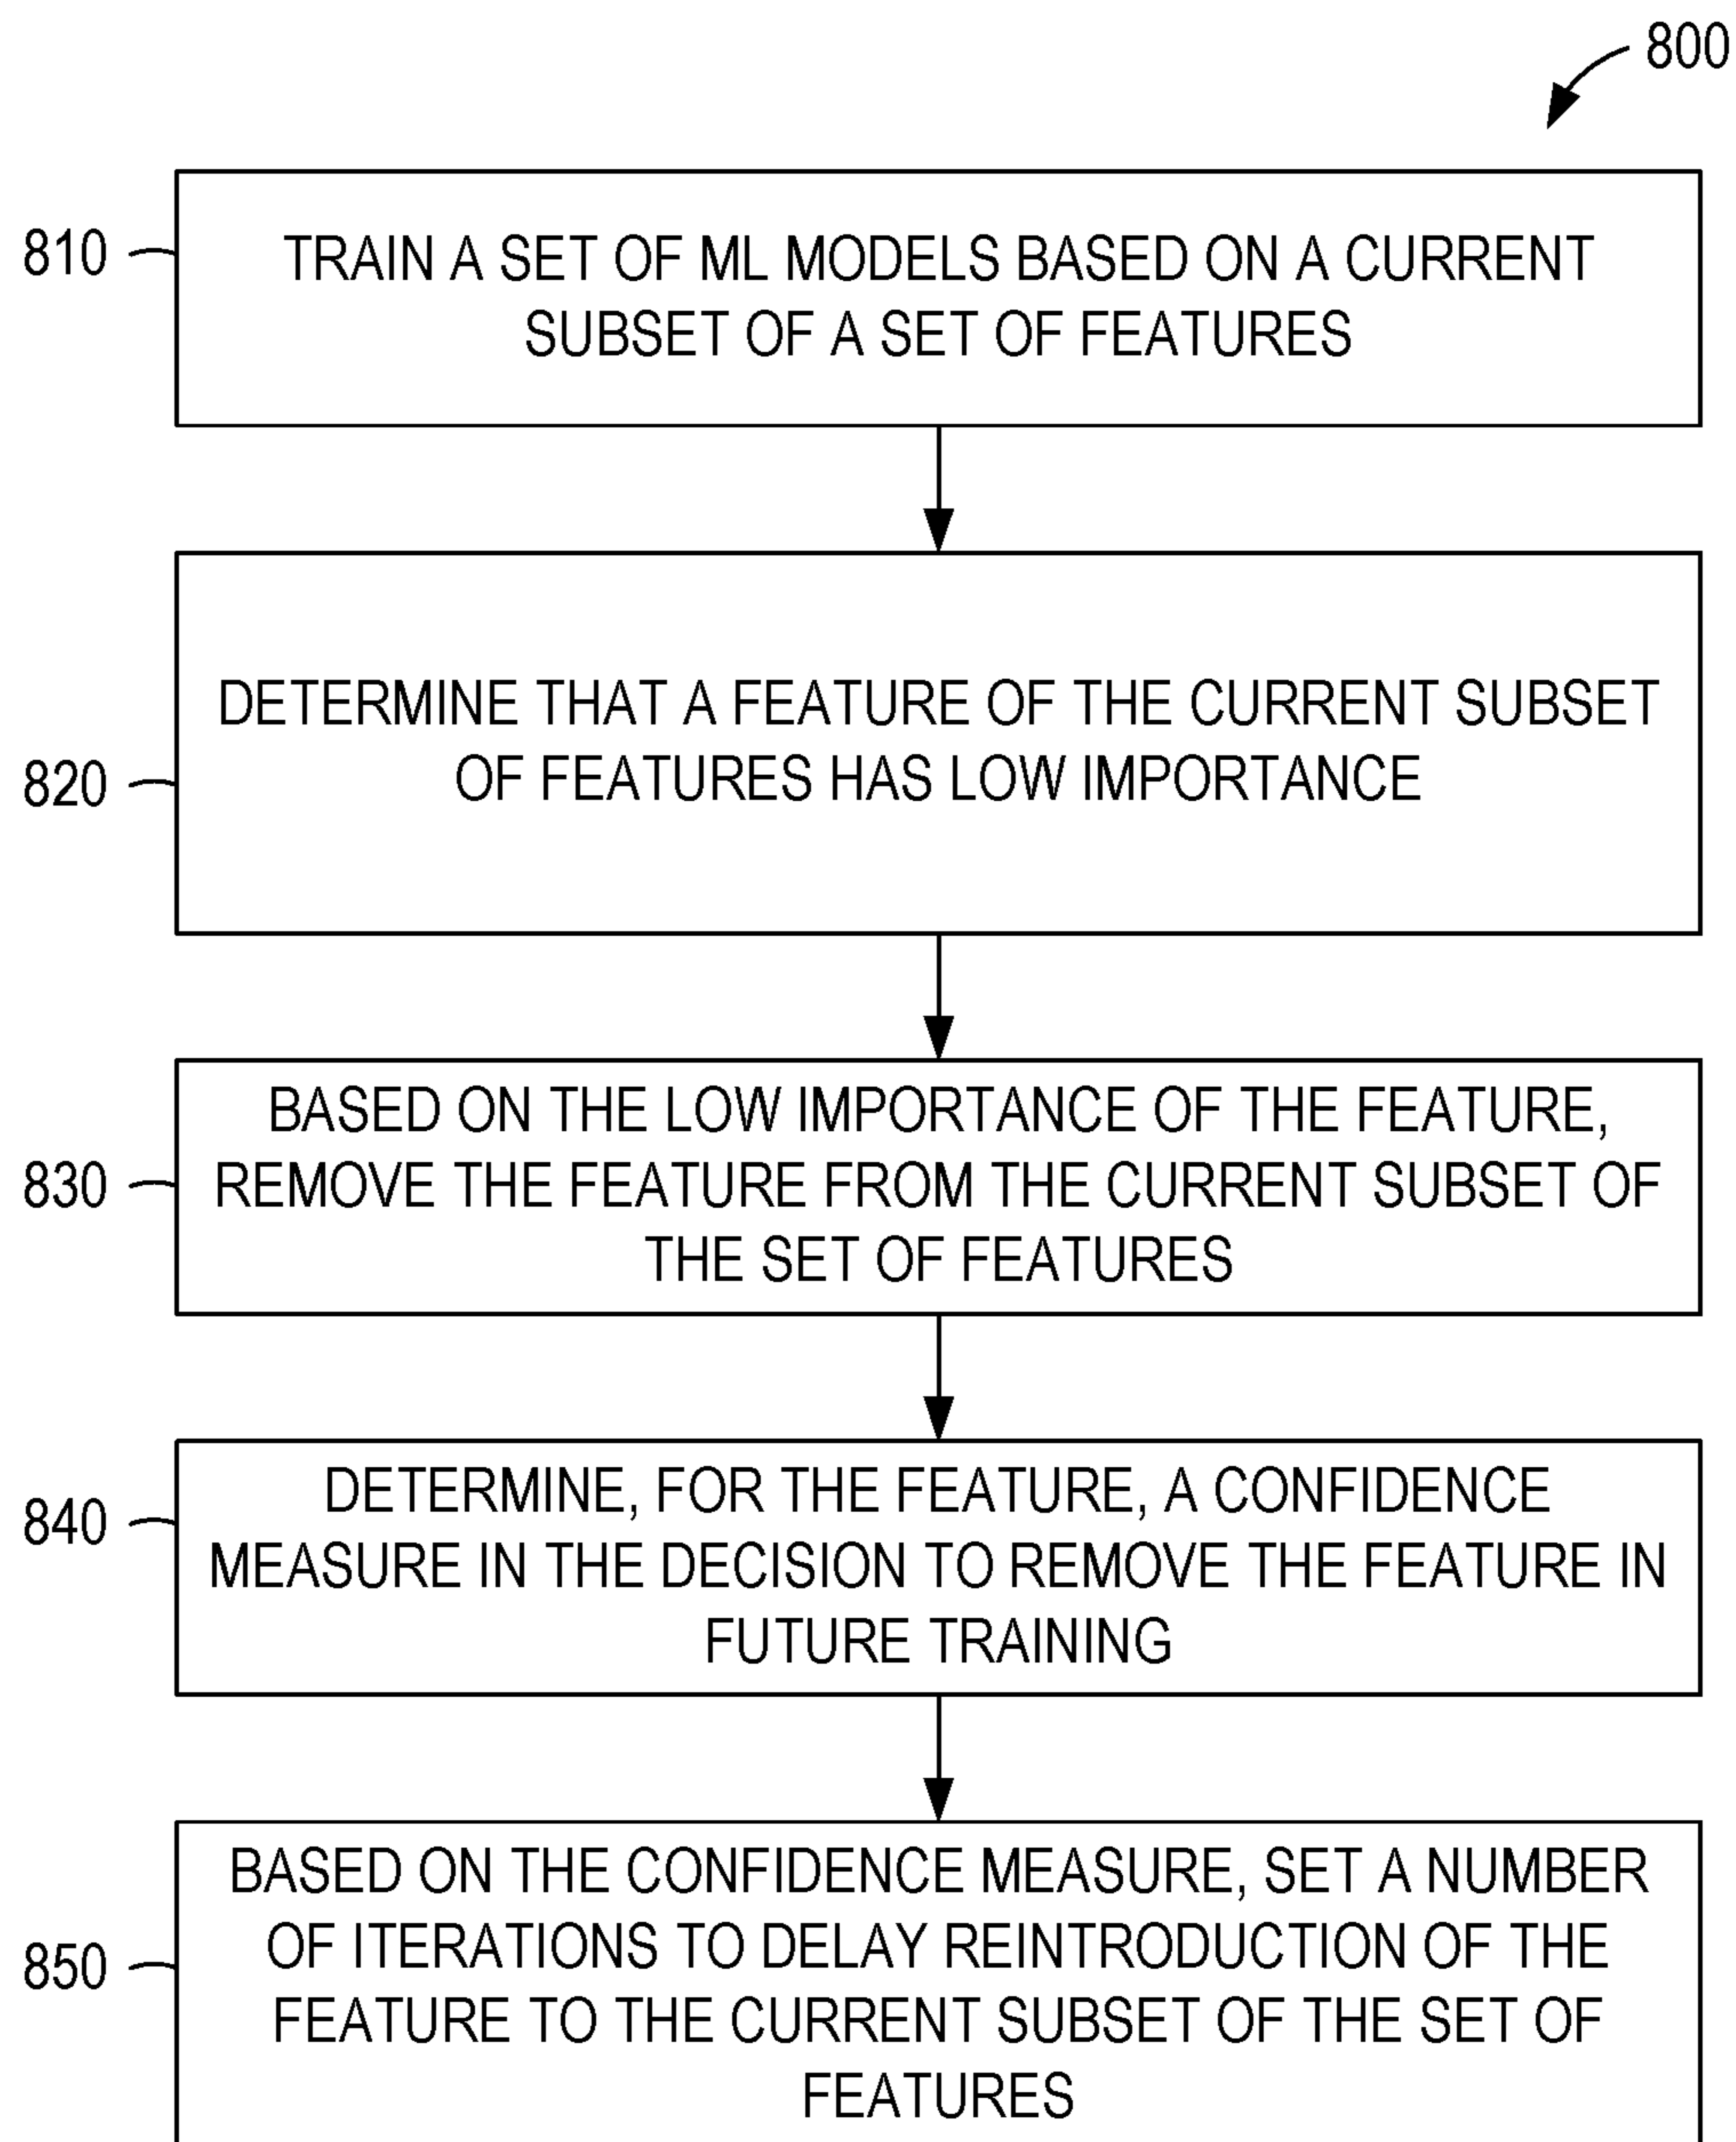 800
810
TRAIN A SET OF ML MODELS BASED ON A CURRENT
SUBSET OF A SET OF FEATURES
820
DETERMINE THAT A FEATURE OF THE CURRENT SUBSET
OF FEATURES HAS LOW IMPORTANCE
830
BASED ON THE LOW IMPORTANCE OF THE FEATURE,
REMOVE THE FEATURE FROM THE CURRENT SUBSET OF
THE SET OF FEATURES
840
DETERMINE, FOR THE FEATURE, A CONFIDENCE
MEASURE IN THE DECISION TO REMOVE THE FEATURE IN
FUTURE TRAINING
850
BASED ON THE CONFIDENCE MEASURE, SET A NUMBER
OF ITERATIONS TO DELAY REINTRODUCTION OF THE
FEATURE TO THE CURRENT SUBSET OF THE SET OF
FEATURES